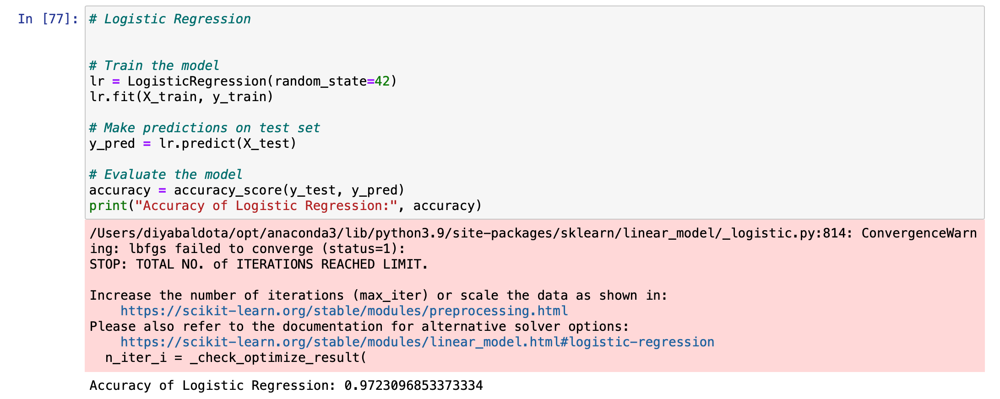 In [77]: # Logistic Regression
# Train the model
lr = LogisticRegression(random_state=42)
lr.fit(X_train, y_train)
# Make predictions on test set
y_pred = lr.predict(X_test)
# Evaluate the model
accuracy = accuracy_score(y_test, y_pred)
print("Accuracy of Logistic Regression:", accuracy)
/Users/diyabaldota/opt/anaconda3/lib/python3.9/site-packages/sklearn/linear_model/_logistic.py:814: ConvergenceWarn
ing: lbfgs failed to converge (status=1):
STOP: TOTAL NO. of ITERATIONS REACHED LIMIT.
Increase the number of iterations (max_iter) or scale the data as shown in:
    https://scikit-learn.org/stable/modules/preprocessing.html
Please also refer to the documentation for alternative solver options:
    https://scikit-learn.org/stable/modules/linear_model.html#logistic-regression
  n_iter_i = _check_optimize_result(
Accuracy of Logistic Regression: 0.9723096853373334